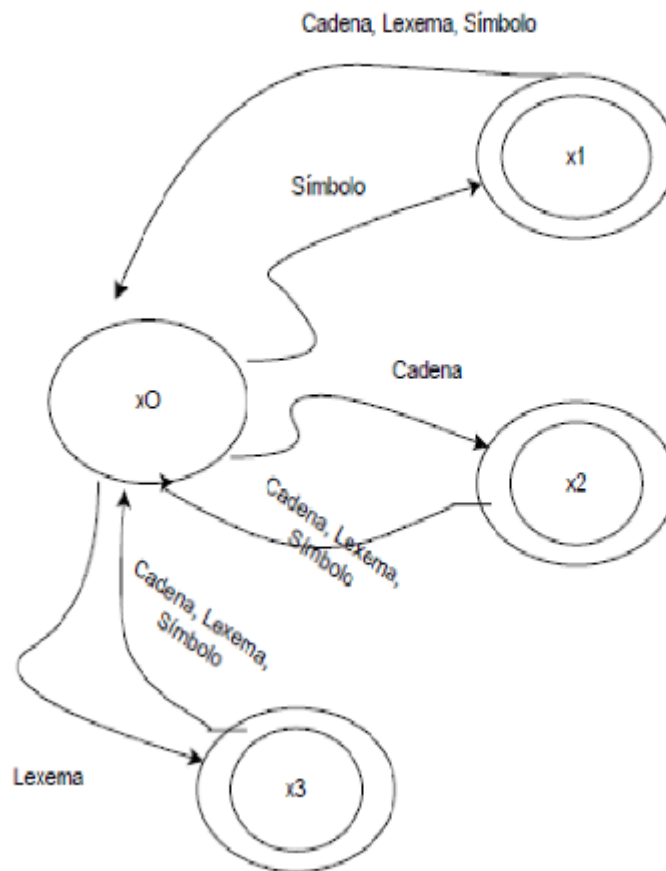 Cadena, Lexema, Símbolo
x1
Símbolo
xO
Cadena
x2
Cadena, Lexema,
Símbolo
Cadena, Lexema,
Símbolo
Lexema
x3